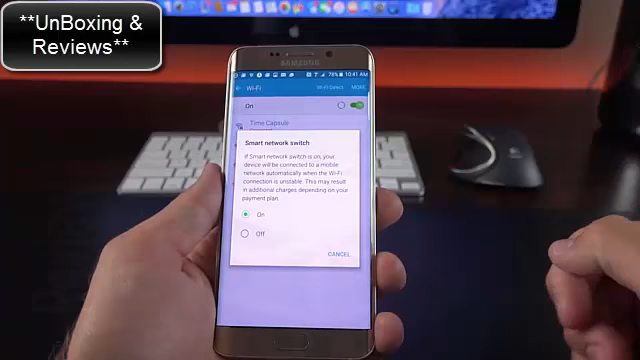 **UnBoxing &
Reviews**
SAMSUNG
78% 10:41 AM
Wi-Fi
Wi-Fi Direct
MORE
On
Time Capsule
Smart network switch
If Smart network switch is on, your
device will be connected to a mobile
network automatically when the Wi-Fi
connection is unstable. This may result
in additional charges depending on your
payment plan.
On
Off
CANCEL